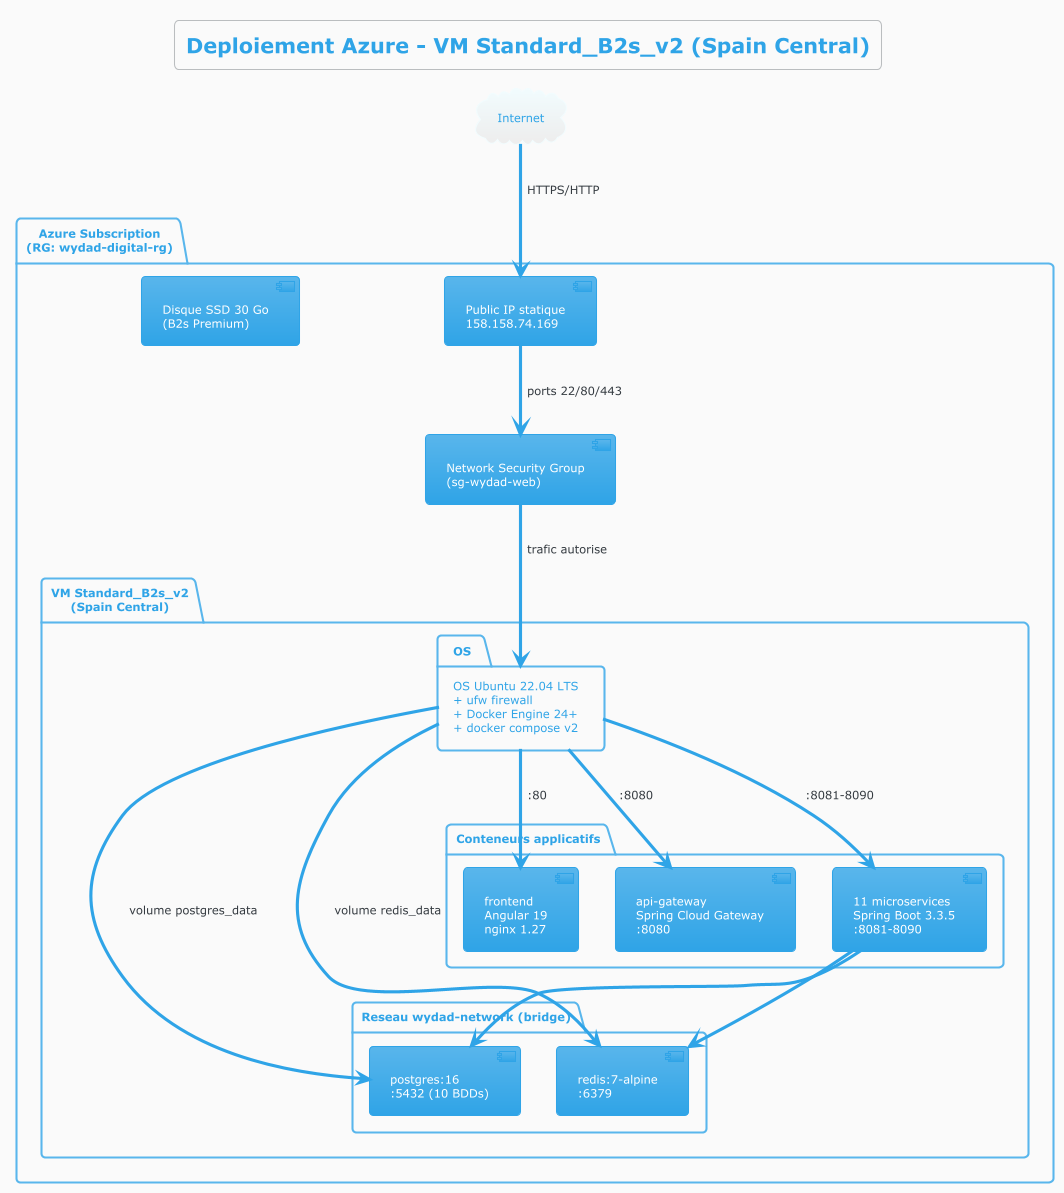 Deploiement Azure - VM Standard_B2s_v2 (Spain Central)
Internet
HTTPS/HTTP
Azure Subscription
(RG: wydad-digital-rg)
Disque SSD 30 Go
(B2s Premium)
Public IP statique
158.158.74.169
ports 22/80/443
Network Security Group
(sg-wydad-web)
trafic autorise
VM Standard_B2s_v2
(Spain Central)
OS
OS Ubuntu 22.04 LTS
+ ufw firewall
+ Docker Engine 24+
+ docker compose v2
:80
:8080
:8081-8090
Conteneurs applicatifs
frontend
Angular 19
nginx 1.27
api-gateway
Spring Cloud Gateway
:8080
11 microservices
Spring Boot 3.3.5
:8081-8090
volume postgres_data
volume redis_data
Reseau wydad-network (bridge)
postgres:16
:5432 (10 BDDs)
redis:7-alpine
:6379